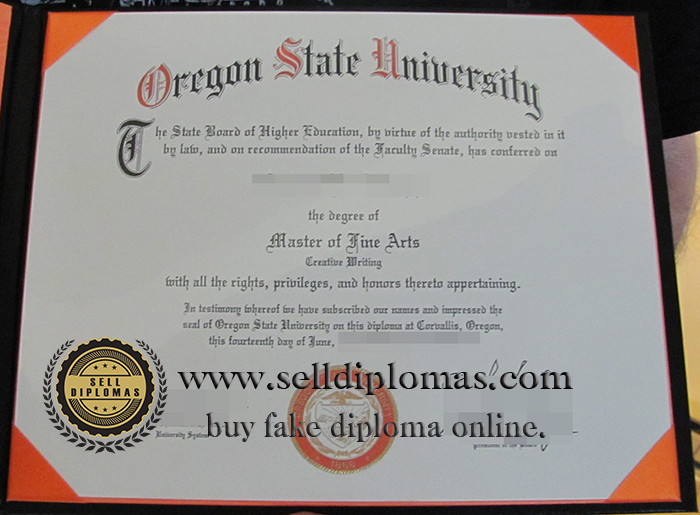 Oregon State University
The State Board of Higher Education, by virtue of the authority vested in it
by law, and on recommendation of the Faculty Senate, has conferred on
the degree of
Master of Fine Arts
Creative Writing
with all the rights, privileges, and honors thereto appertaining.
In testimony whereof we have subscribed our names and impressed the
seal of Oregon State University on this diploma at Corvallis, Oregon,
this fourteenth day of June,
SELL
DIPLOMAS
www.selldiplomas.com
buy fake diploma online.
University System
1868